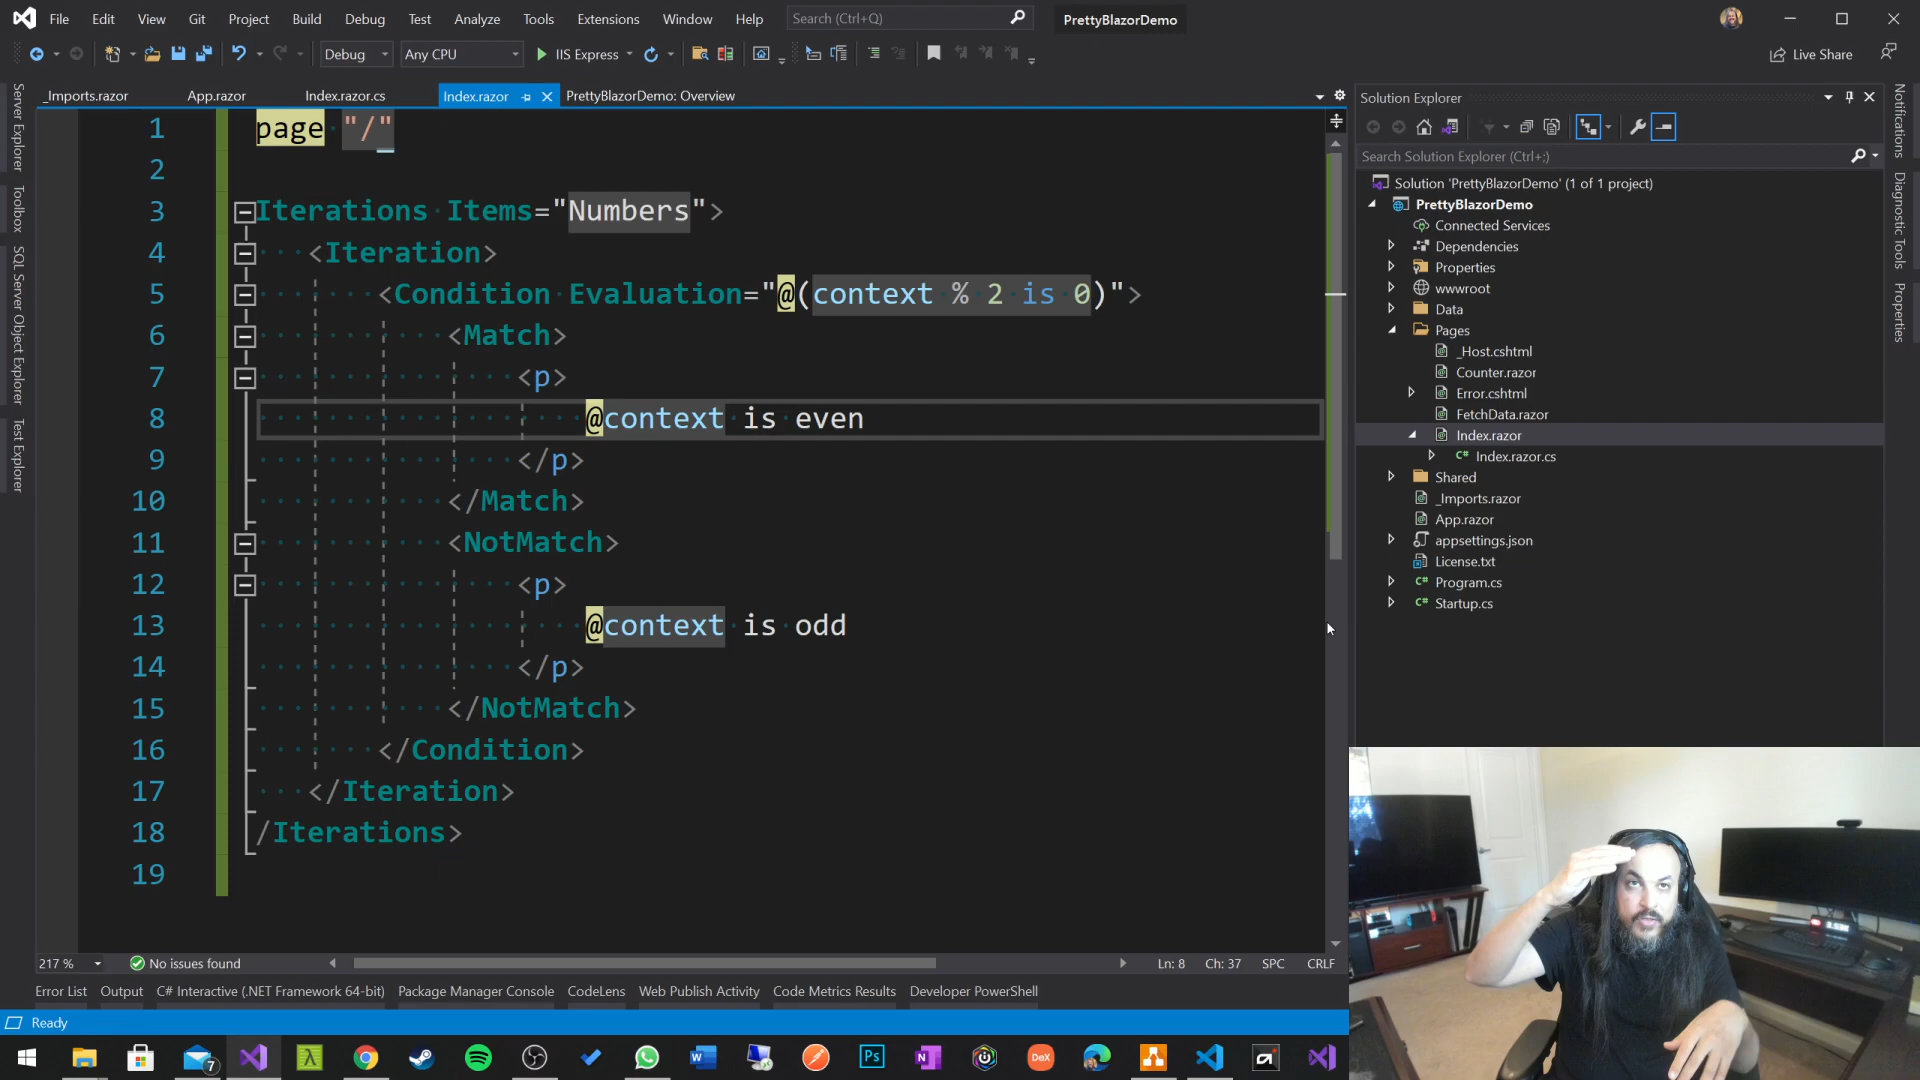 File Edit View Git Project Build Debug Test Analyze Tools Extensions Window Help Search (Ctrl+Q) PrettyBlazorDemo
Debug Any CPU IIS Express Live Share
_Imports.razor App.razor Index.razor.cs Index.razor PrettyBlazorDemo: Overview
Server Explorer
Toolbox
SQL Server Object Explorer
Test Explorer
1 page "/"
2
3 Iterations Items="Numbers">
4 <Iteration>
5 <Condition Evaluation="@(context % 2 is 0)">
6 <Match>
7 <p>
8 @context is even
9 </p>
10 </Match>
11 <NotMatch>
12 <p>
13 @context is odd
14 </p>
15 </NotMatch>
16 </Condition>
17 </Iteration>
18 /Iterations>
19
217 % No issues found Ln: 8 Ch: 37 SPC CRLF
Error List Output C# Interactive (.NET Framework 64-bit) Package Manager Console CodeLens Web Publish Activity Code Metrics Results Developer PowerShell
Ready
Solution Explorer
Search Solution Explorer (Ctrl+;)
Solution 'PrettyBlazorDemo' (1 of 1 project)
PrettyBlazorDemo
Connected Services
Dependencies
Properties
wwwroot
Data
Pages
_Host.cshtml
Counter.razor
Error.cshtml
FetchData.razor
Index.razor
C# Index.razor.cs
Shared
_Imports.razor
App.razor
appsettings.json
License.txt
C# Program.cs
C# Startup.cs
Notifications
Diagnostic Tools
Properties
7
Ps
DeX